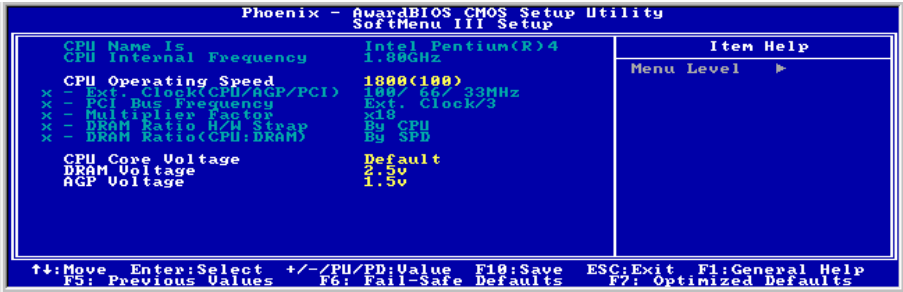 Phoenix - AwardBIOS CMOS Setup Utility
SoftMenu III Setup
CPU Name Is Intel Pentium(R)4
CPU Internal Frequency 1.80GHz
CPU Operating Speed 1800(100)
x - Ext. Clock(CPU/AGP/PCI) 100/ 66/ 33MHz
x - PCI Bus Frequency Ext. Clock/3
x - Multiplier Factor x18
x - DRAM Ratio H/W Strap By CPU
x - DRAM Ratio(CPU:DRAM) By SPD
CPU Core Voltage Default
DRAM Voltage 2.5v
AGP Voltage 1.5v
Item Help
Menu Level ►
↑↓:Move Enter:Select +/-/PU/PD:Value F10:Save ESC:Exit F1:General Help
F5: Previous Values F6: Fail-Safe Defaults F7: Optimized Defaults